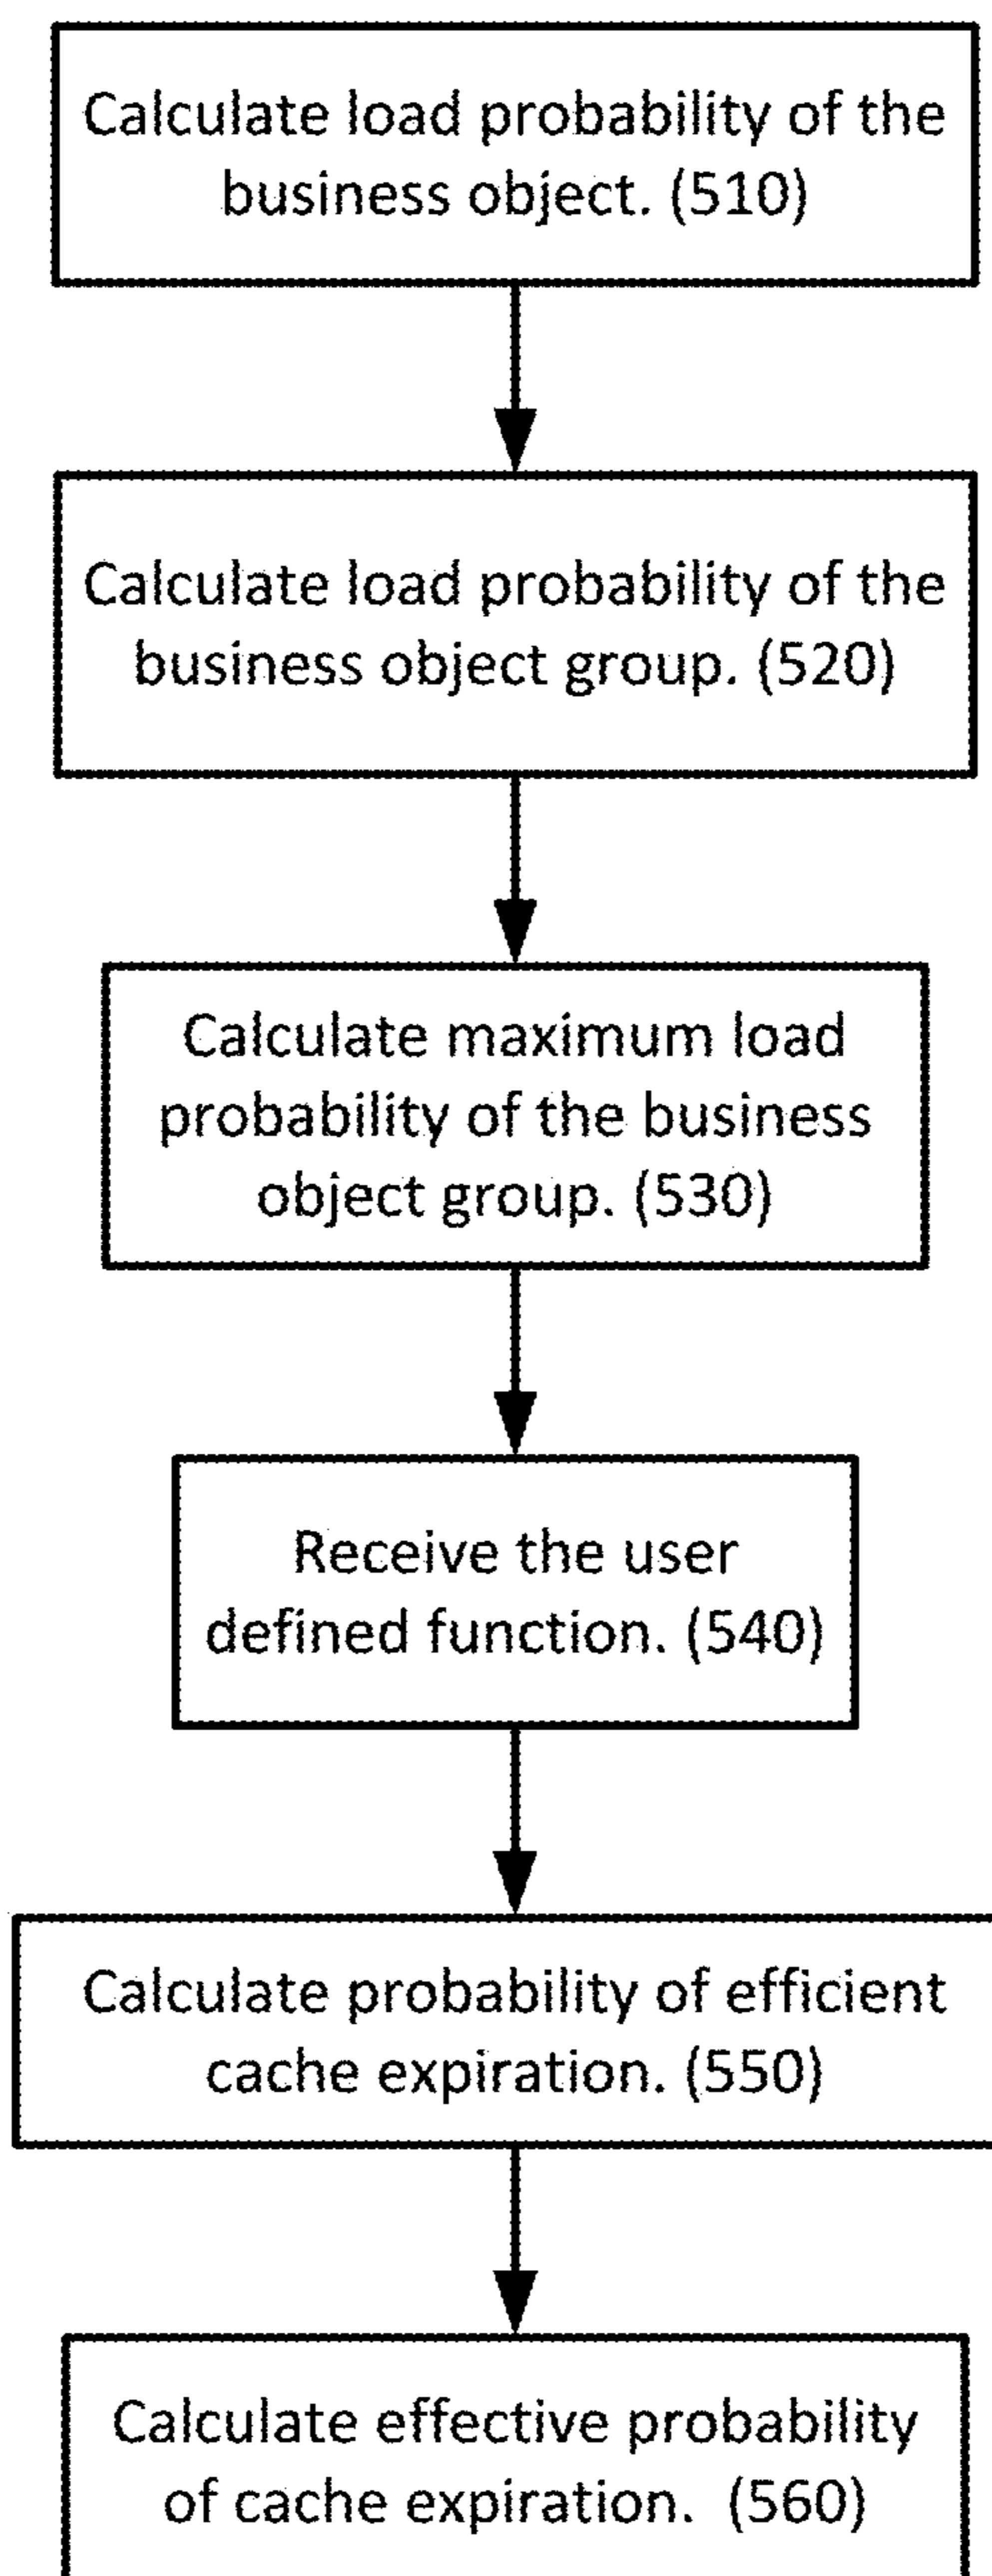 Calculate load probability of the
business object. (510)
Calculate load probability of the
business object group. (520)
Calculate maximum load
probability of the business
object group. (530)
Receive the user
defined function. (540)
Calculate probability of efficient
cache expiration. (550)
Calculate effective probability
of cache expiration. (560)